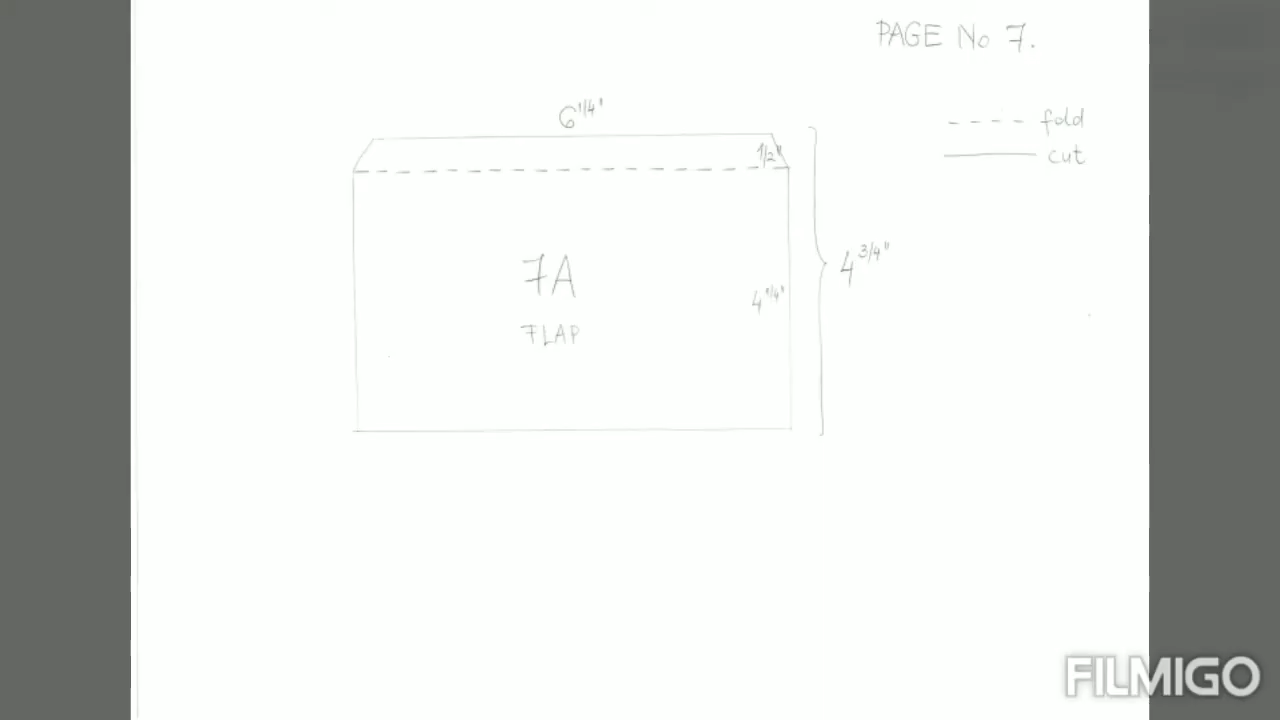 PAGE No 7.
6 1/4"
fold
1/2"
cut
4 3/4"
7A
4 1/4"
FLAP
FILMIGO